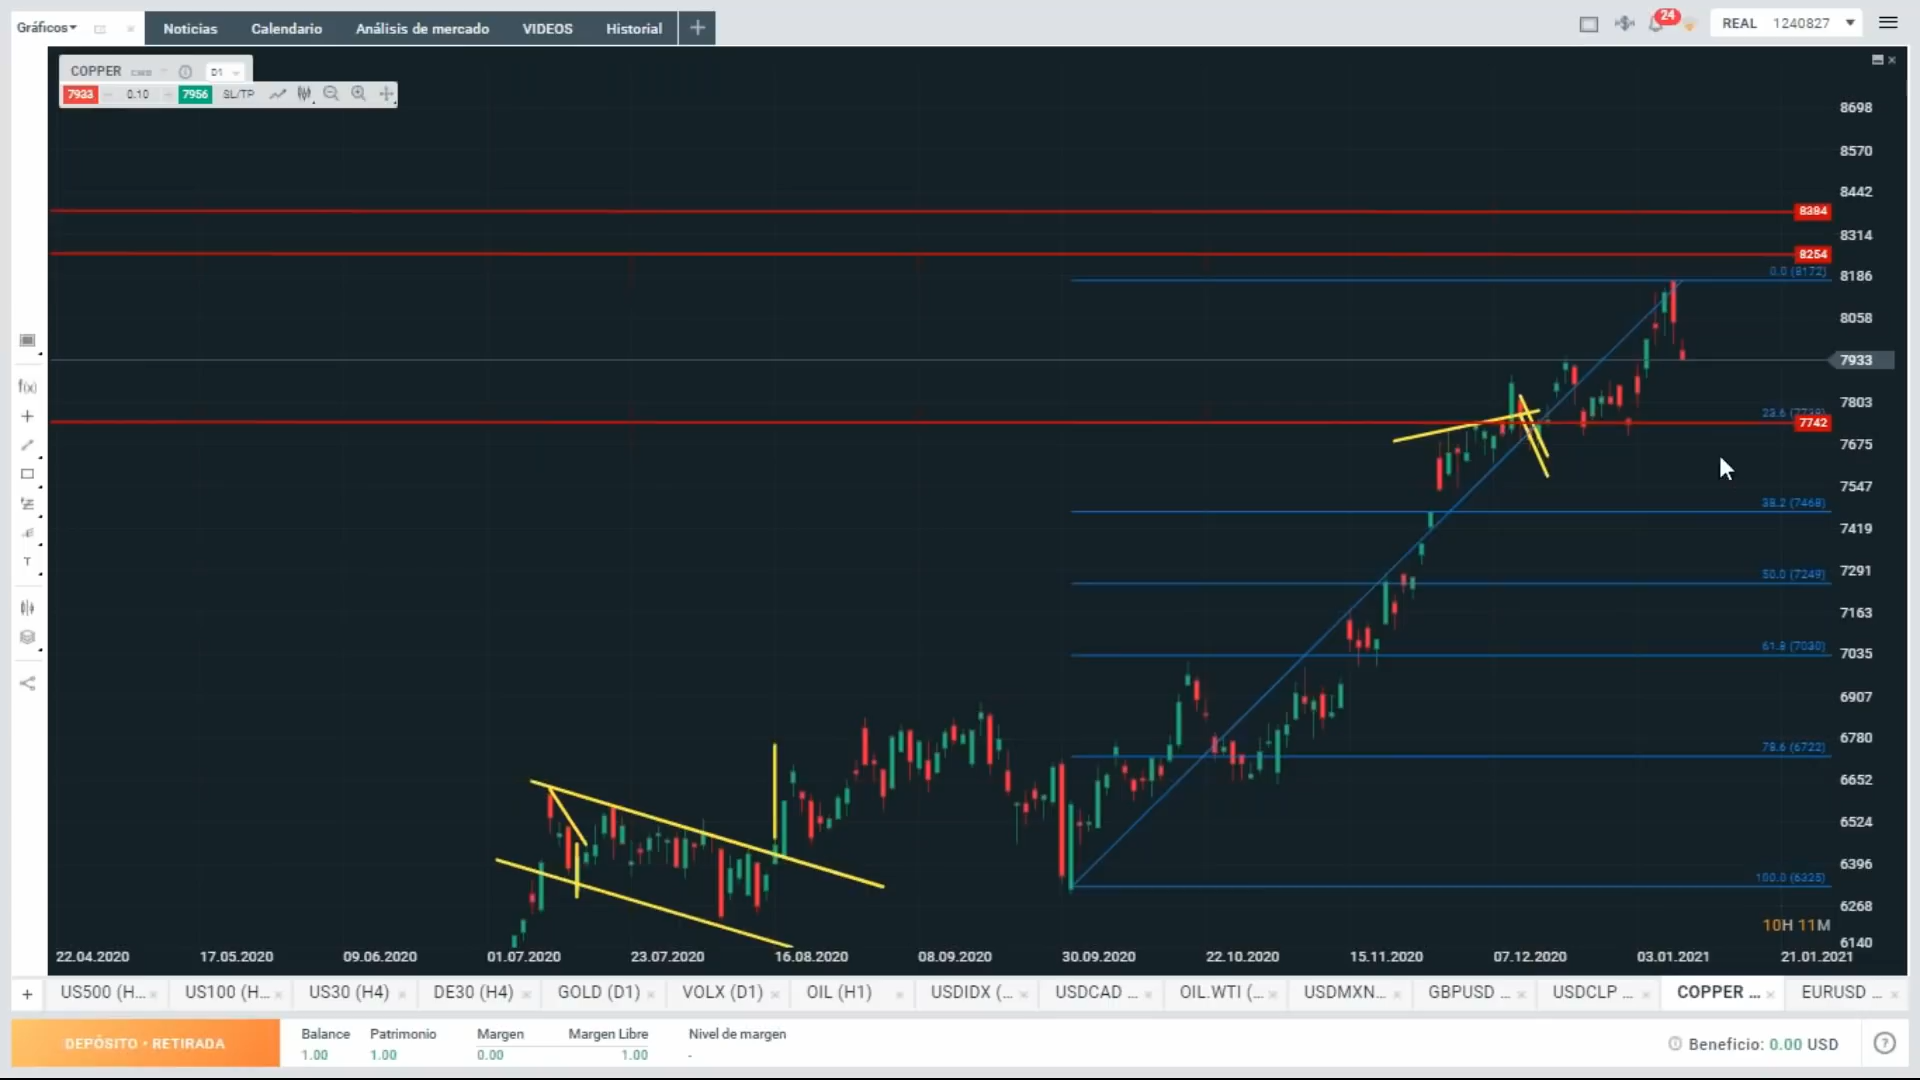 Gráficos
Noticias
Calendario
Análisis de mercado
VIDEOS
Historial
24
REAL 1240827
COPPER D1
7933 0.10 7956 SL/TP
8698
8570
8442
8384
8314
8254
0.0 (8172)
8186
8058
7933
7803
7742
7675
7547
38.2 (7468)
7419
50.0 (7249)
7291
7163
61.8 (7030)
7035
6907
78.6 (6722)
6780
6652
6524
6396
100.0 (6325)
6268
10H 11M
6140
f(x)
T
22.04.2020 17.05.2020 09.06.2020 01.07.2020 23.07.2020 16.08.2020 08.09.2020 30.09.2020 22.10.2020 15.11.2020 07.12.2020 03.01.2021 21.01.2021
US500 (H... US100 (H... US30 (H4) DE30 (H4) GOLD (D1) VOLX (D1) OIL (H1) USDIDX (... USDCAD ... OIL.WTI (... USDMXN... GBPUSD ... USDCLP ... COPPER ... EURUSD ...
DEPÓSITO • RETIRADA
Balance Patrimonio Margen Margen Libre Nivel de margen
1.00 1.00 0.00 1.00 -
Beneficio: 0.00 USD